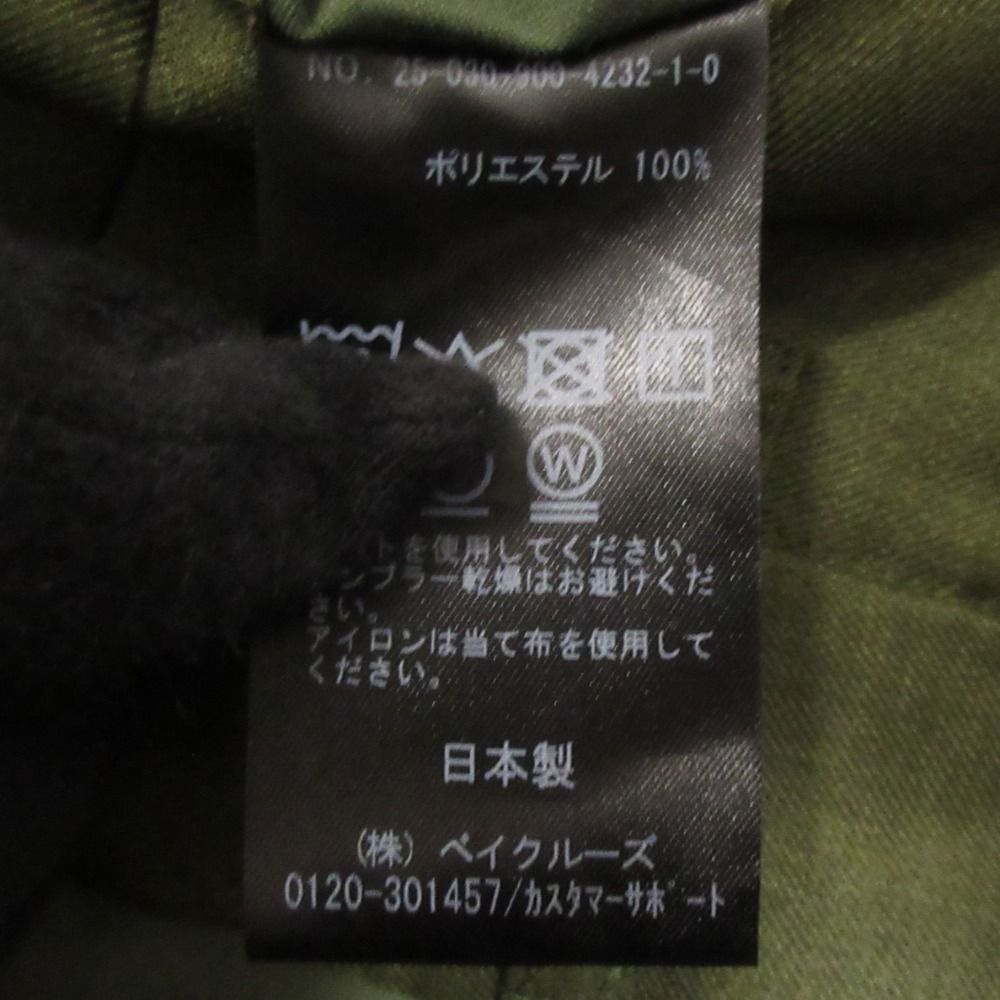 NO. 25-030-900-4232-1-0
ポリエステル 100%
W
トを使用してください。
ンブラー乾燥はお避けくだ
さい。
アイロンは当て布を使用して
ください。
日本製
(株) ベイクルーズ
0120-301457/カスタマーサポート